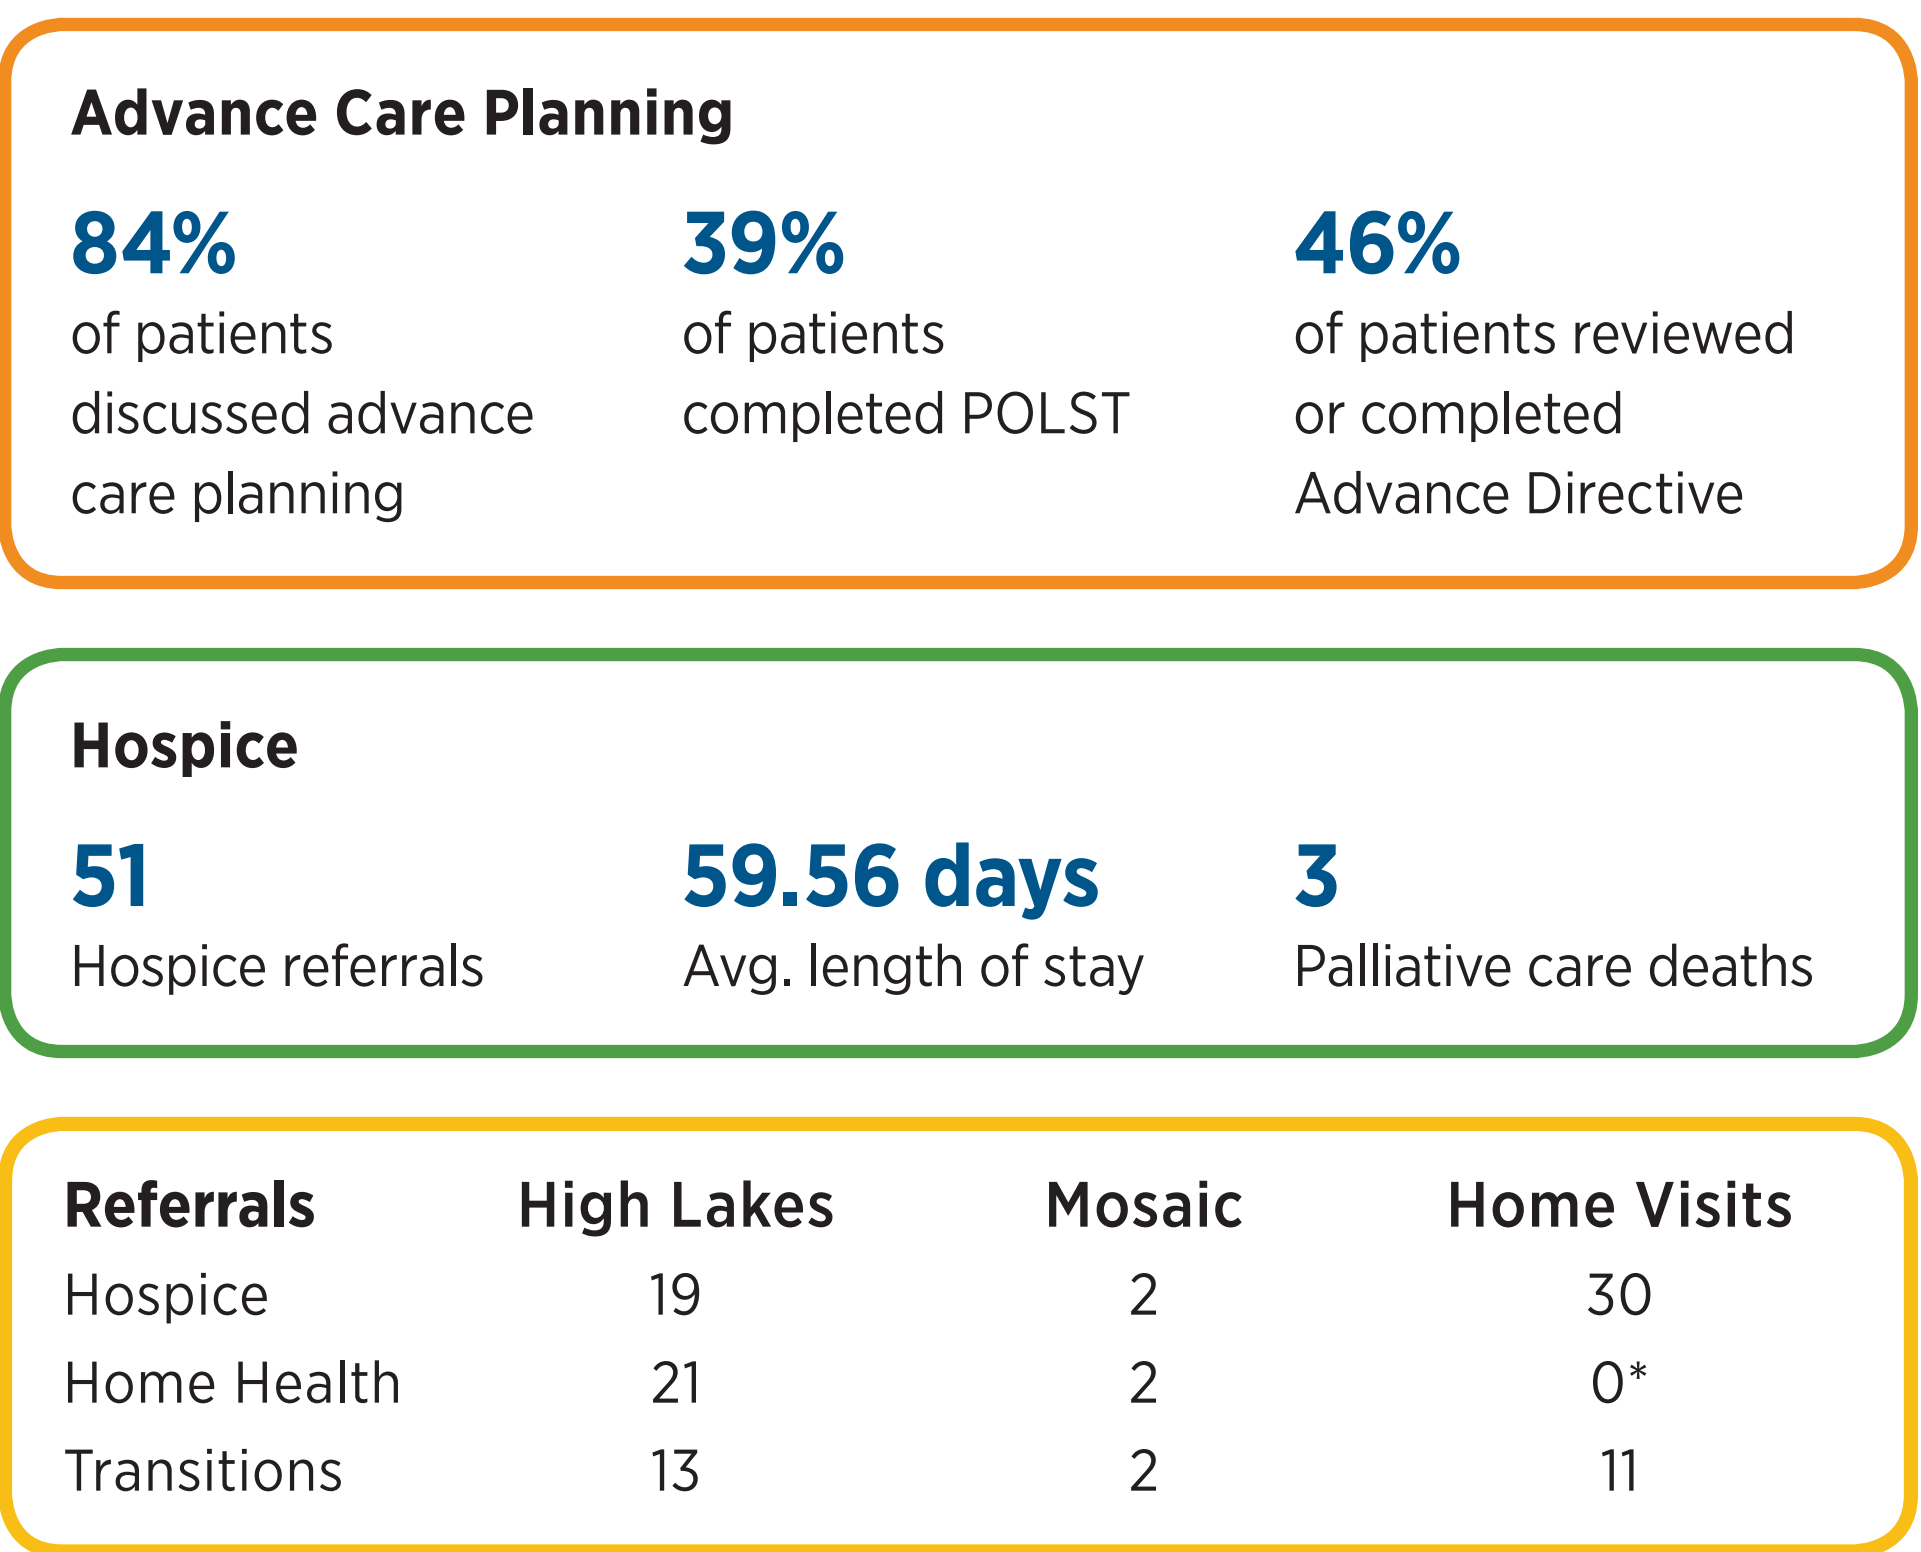 Advance Care Planning
84%
of patients
discussed advance
care planning
39%
of patients
completed POLST
46%
of patients reviewed
or completed
Advance Directive
Hospice
51
Hospice referrals
59.56 days
Avg. length of stay
3
Palliative care deaths
Referrals High Lakes Mosaic Home Visits
Hospice 19 2 30
Home Health 21 2 0*
Transitions 13 2 11